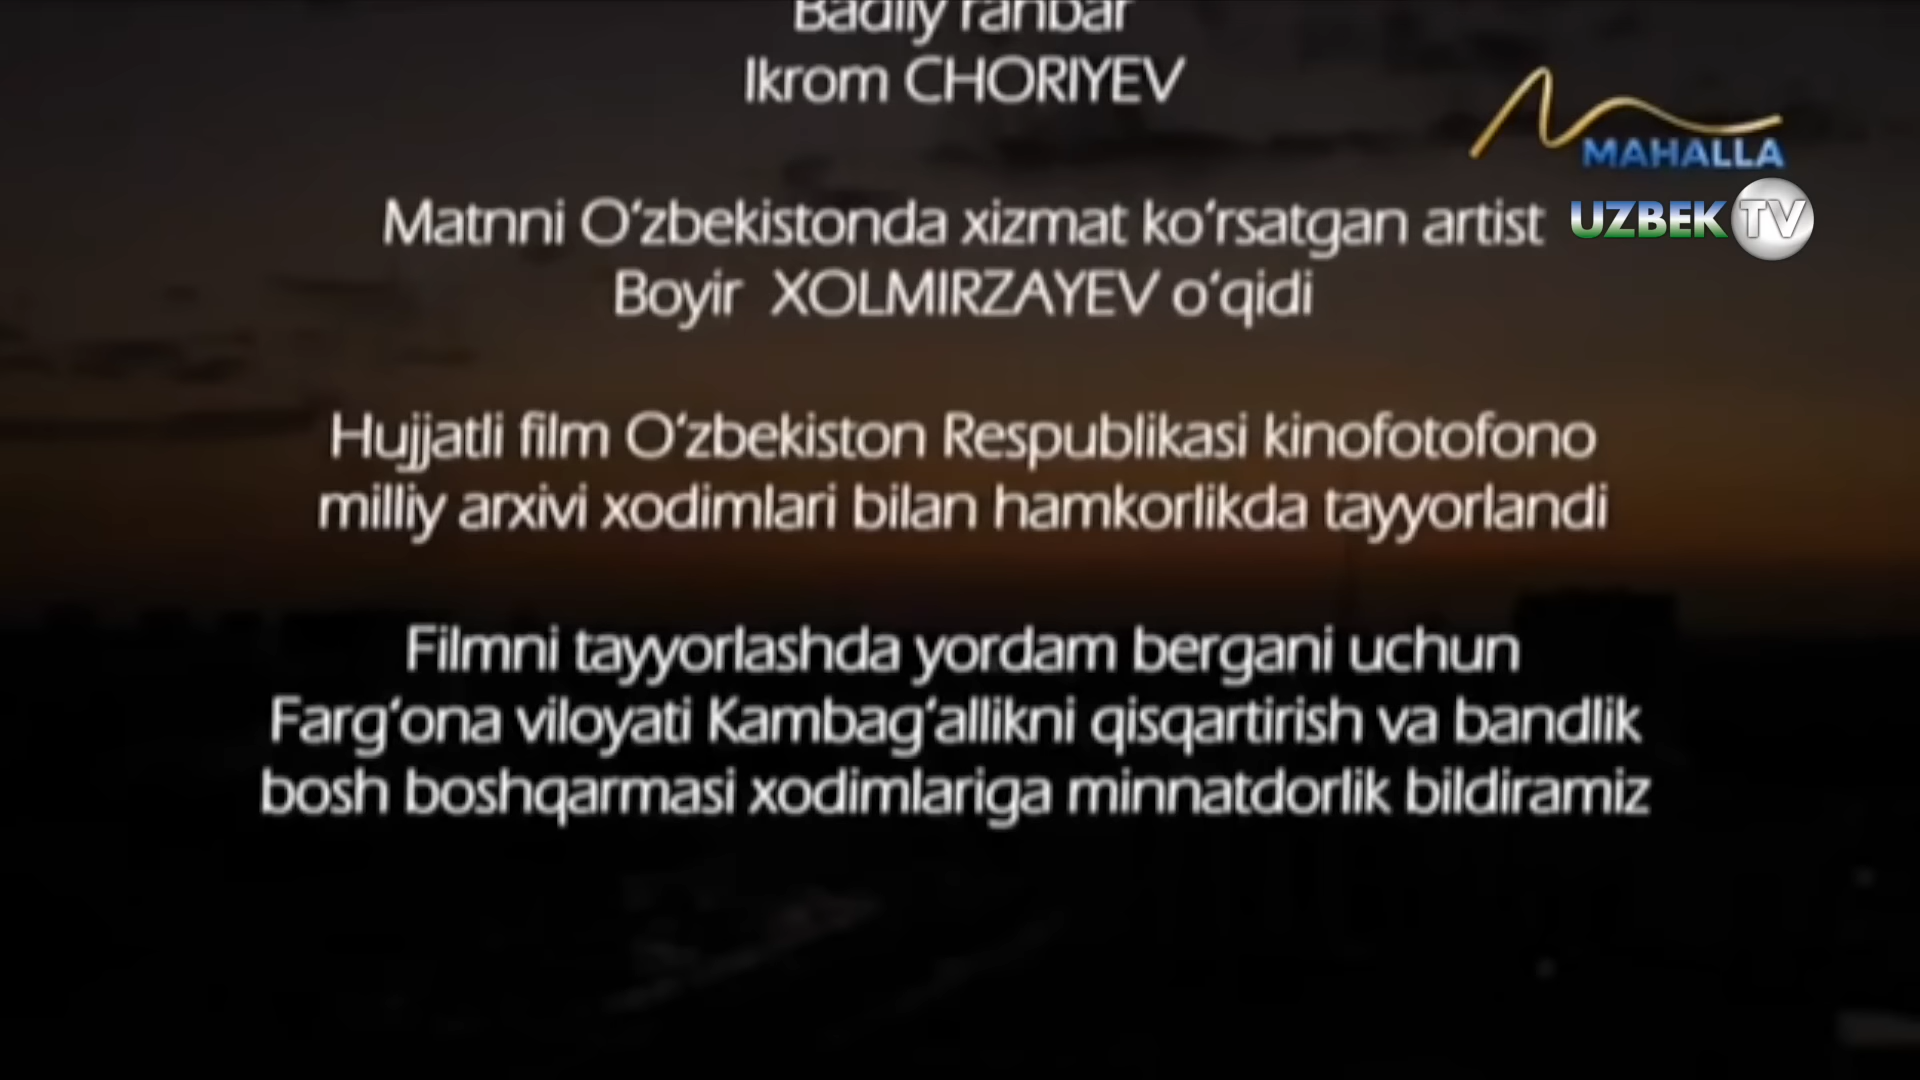 Badiiy rahbar
Ikrom CHORIYEV
MAHALLA
UZBEK TV
Matnni O‘zbekistonda xizmat ko‘rsatgan artist
Boyir XOLMIRZAYEV o‘qidi
Hujjatli film O‘zbekiston Respublikasi kinofotofono
milliy arxivi xodimlari bilan hamkorlikda tayyorlandi
Filmni tayyorlashda yordam bergani uchun
Farg‘ona viloyati Kambag‘allikni qisqartirish va bandlik
bosh boshqarmasi xodimlariga minnatdorlik bildiramiz